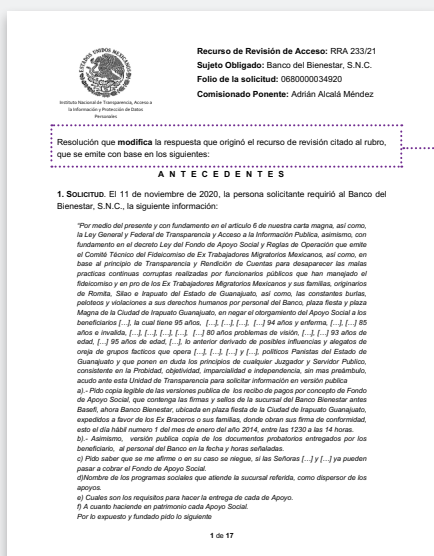 Recurso de Revisión de Acceso: RRA 233/21
Sujeto Obligado: Banco del Bienestar, S.N.C.
Folio de la solicitud: 0680000034920
Comisionado Ponente: Adrián Alcalá Méndez
ESTADOS UNIDOS MEXICANOS
Instituto Nacional de Transparencia, Acceso a
la Información y Protección de Datos
Personales
Resolución que modifica la respuesta que originó el recurso de revisión citado al rubro,
que se emite con base en los siguientes:
A N T E C E D E N T E S
1. SOLICITUD. El 11 de noviembre de 2020, la persona solicitante requirió al Banco del
Bienestar, S.N.C., la siguiente información:
"Por medio del presente y con fundamento en el articulo 6 de nuestra carta magna, así como,
la Ley General y Federal de Transparencia y Acceso a la Información Publica, asimismo, con
fundamento en el decreto Ley del Fondo de Apoyo Social y Reglas de Operación que emite
el Comité Técnico del Fideicomiso de Ex Trabajadores Migratorios Mexicanos, así como, en
base al principio de Transparencia y Rendición de Cuentas para desaparecer las malas
practicas continuas corruptas realizadas por funcionarios públicos que han manejado el
fideicomiso y en pro de los Ex Trabajadores Migratorios Mexicanos y sus familias, originarios
de Romita, Silao e Irapuato del Estado de Guanajuato, así como, las constantes burlas,
peloteos y violaciones a sus derechos humanos por personal del Banco, plaza fiesta y plaza
Magna de la Ciudad de Irapuato Guanajuato, en negar el otorgamiento del Apoyo Social a los
beneficiarios [...], la cual tiene 95 años, [...], [...], [...], [...] 94 años y enferma, [...], [...] 85
años e invalida, [...], [...], [...], [...], [...] 80 años problemas de visión, [...], [...] 93 años de
edad, [...] 95 años de edad, [...], lo anterior derivado de posibles influencias y alegatos de
oreja de grupos facticos que opera [...], [...] y [...], políticos Panistas del Estado de
Guanajuato y que ponen en duda los principios de cualquier Juzgador y Servidor Publico,
consistente en la Probidad, objetividad, imparcialidad e independencia, sin mas preámbulo,
acudo ante esta Unidad de Transparencia para solicitar información en versión publica
a).- Pido copia legible de las versiones publica de los recibo de pagos por concepto de Fondo
de Apoyo Social, que contenga las firmas y sellos de la sucursal del Banco Bienestar antes
Basefi, ahora Banco Bienestar, ubicada en plaza fiesta de la Ciudad de Irapuato Guanajuato,
expedidos a favor de los Ex Braceros o sus familias, donde obran sus firma de conformidad,
esto el día hábil numero 1 del mes de enero del año 2014, entre las 1230 a las 14 horas.
b).- Asimismo, versión publica copia de los documentos probatorios entregados por los
beneficiario, al personal del Banco en la fecha y horas señaladas.
c) Pido saber que se me afirme o en su caso se niegue, si las Señoras [...] y [...] ya pueden
pasar a cobrar el Fondo de Apoyo Social.
d)Nombre de los programas sociales que atienda la sucursal referida, como dispersor de los
apoyos.
e) Cuales son los requisitos para hacer la entrega de cada de Apoyo.
f) A cuanto haciende en patrimonio cada Apoyo Social.
Por lo expuesto y fundado pido lo siguiente
1 de 17